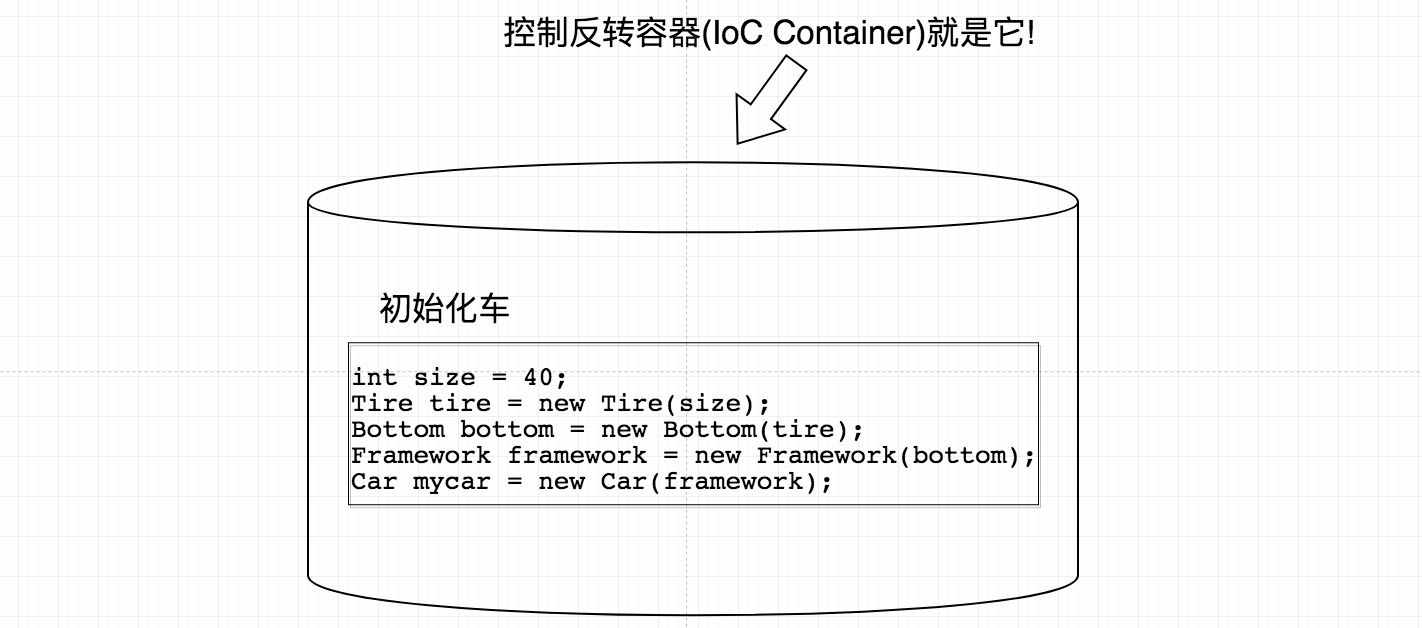 控制反转容器(IoC Container)就是它!
初始化车
int size = 40;
Tire tire = new Tire(size);
Bottom bottom = new Bottom(tire);
Framework framework = new Framework(bottom);
Car mycar = new Car(framework);